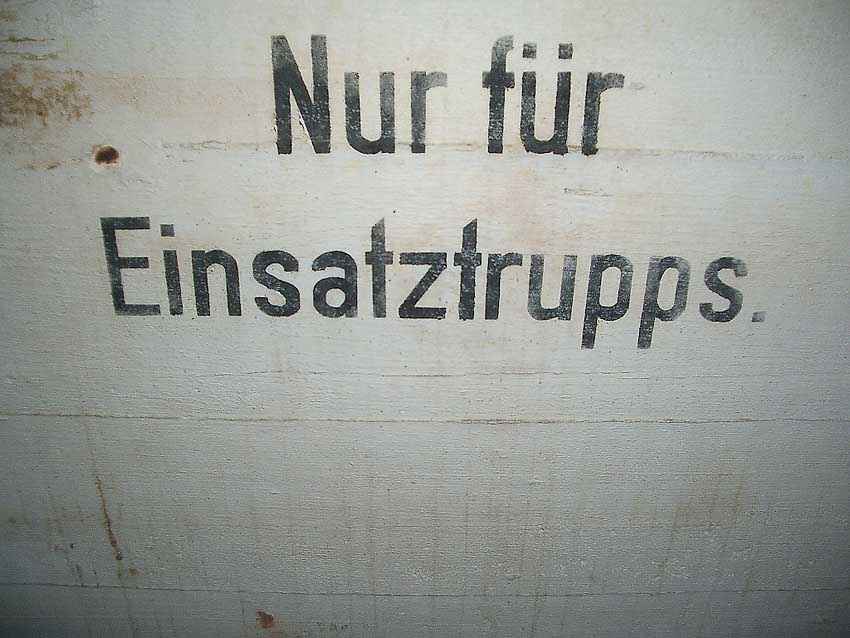 Nur für
Einsatztrupps.